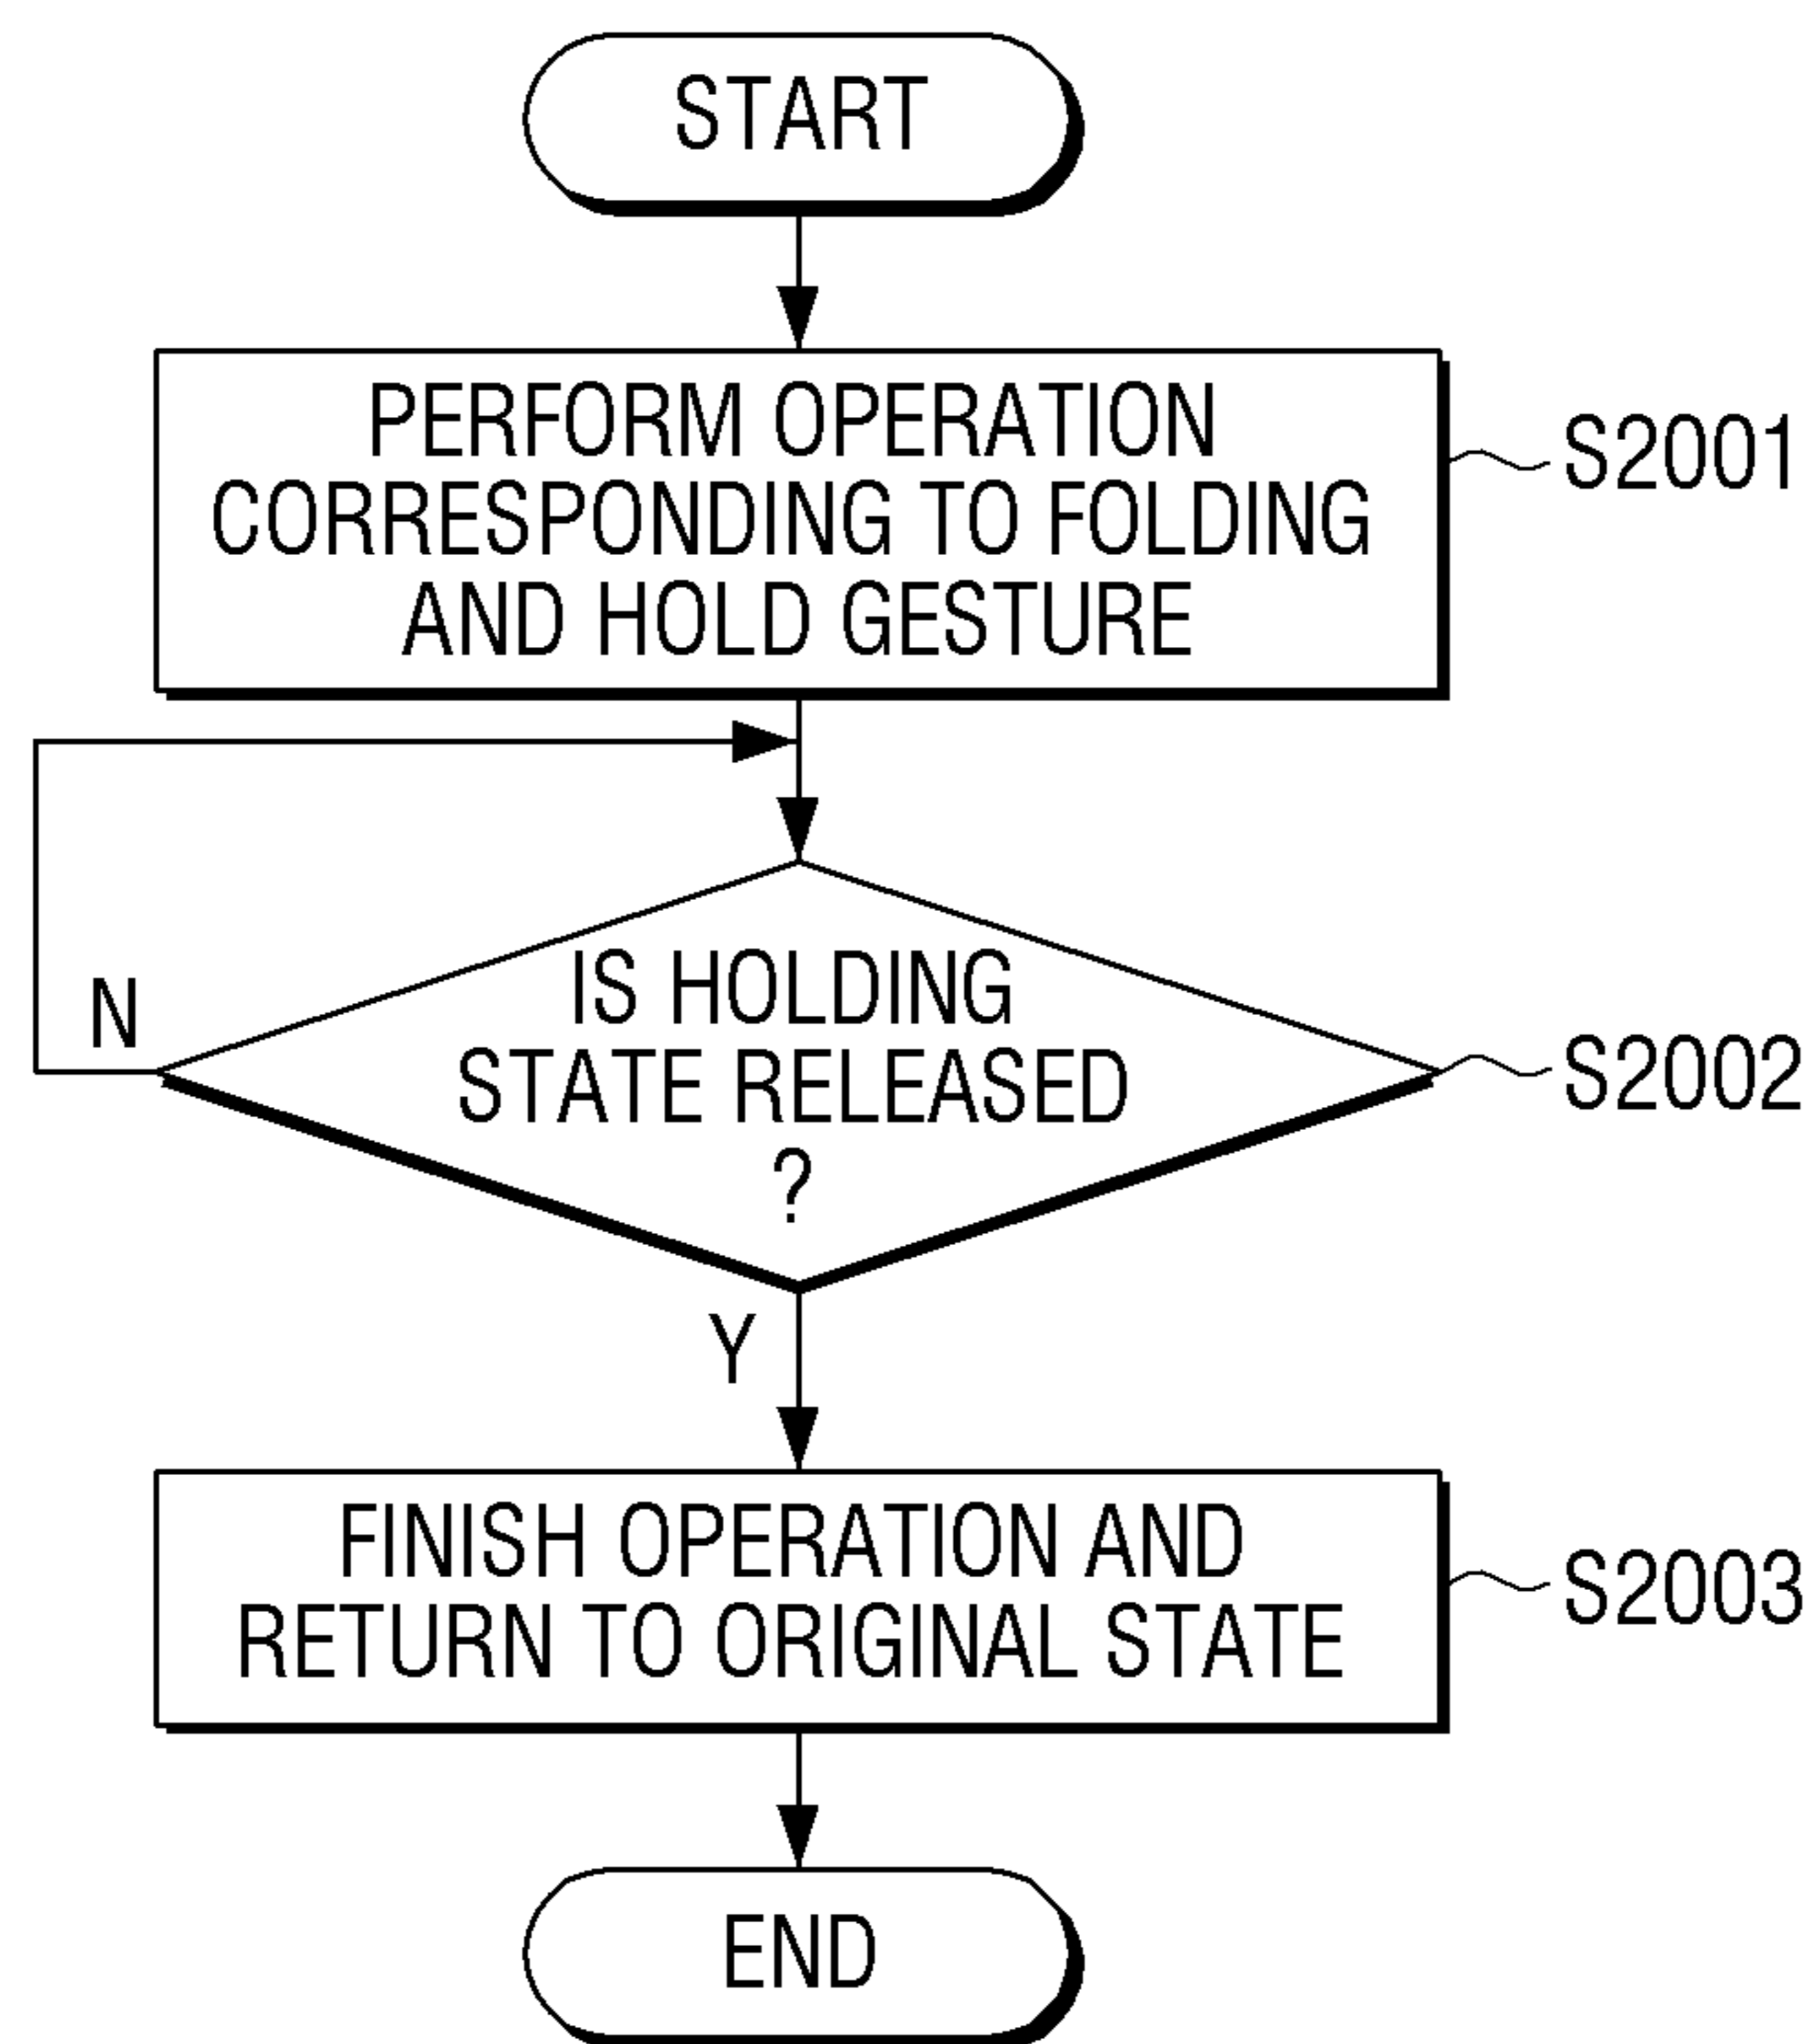 START
PERFORM OPERATION
CORRESPONDING TO FOLDING
AND HOLD GESTURE
S2001
N
IS HOLDING
STATE RELEASED
?
S2002
Y
FINISH OPERATION AND
RETURN TO ORIGINAL STATE
S2003
END